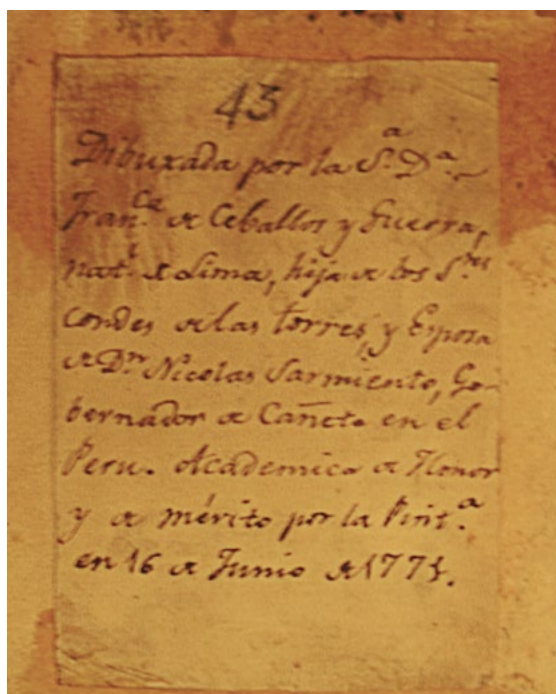 43
Dibuxada por la S.a D.a
Fran.ca de Ceballos y Guerra,
nat.l de Lima, hija de los S.res
condes de las torres, y Esposa
de Dn Nicolas Sarmiento, Go-
bernador de Cañete en el
Peru. Academica de Honor
y de mérito por la Pint.a
en 16 de Junio de